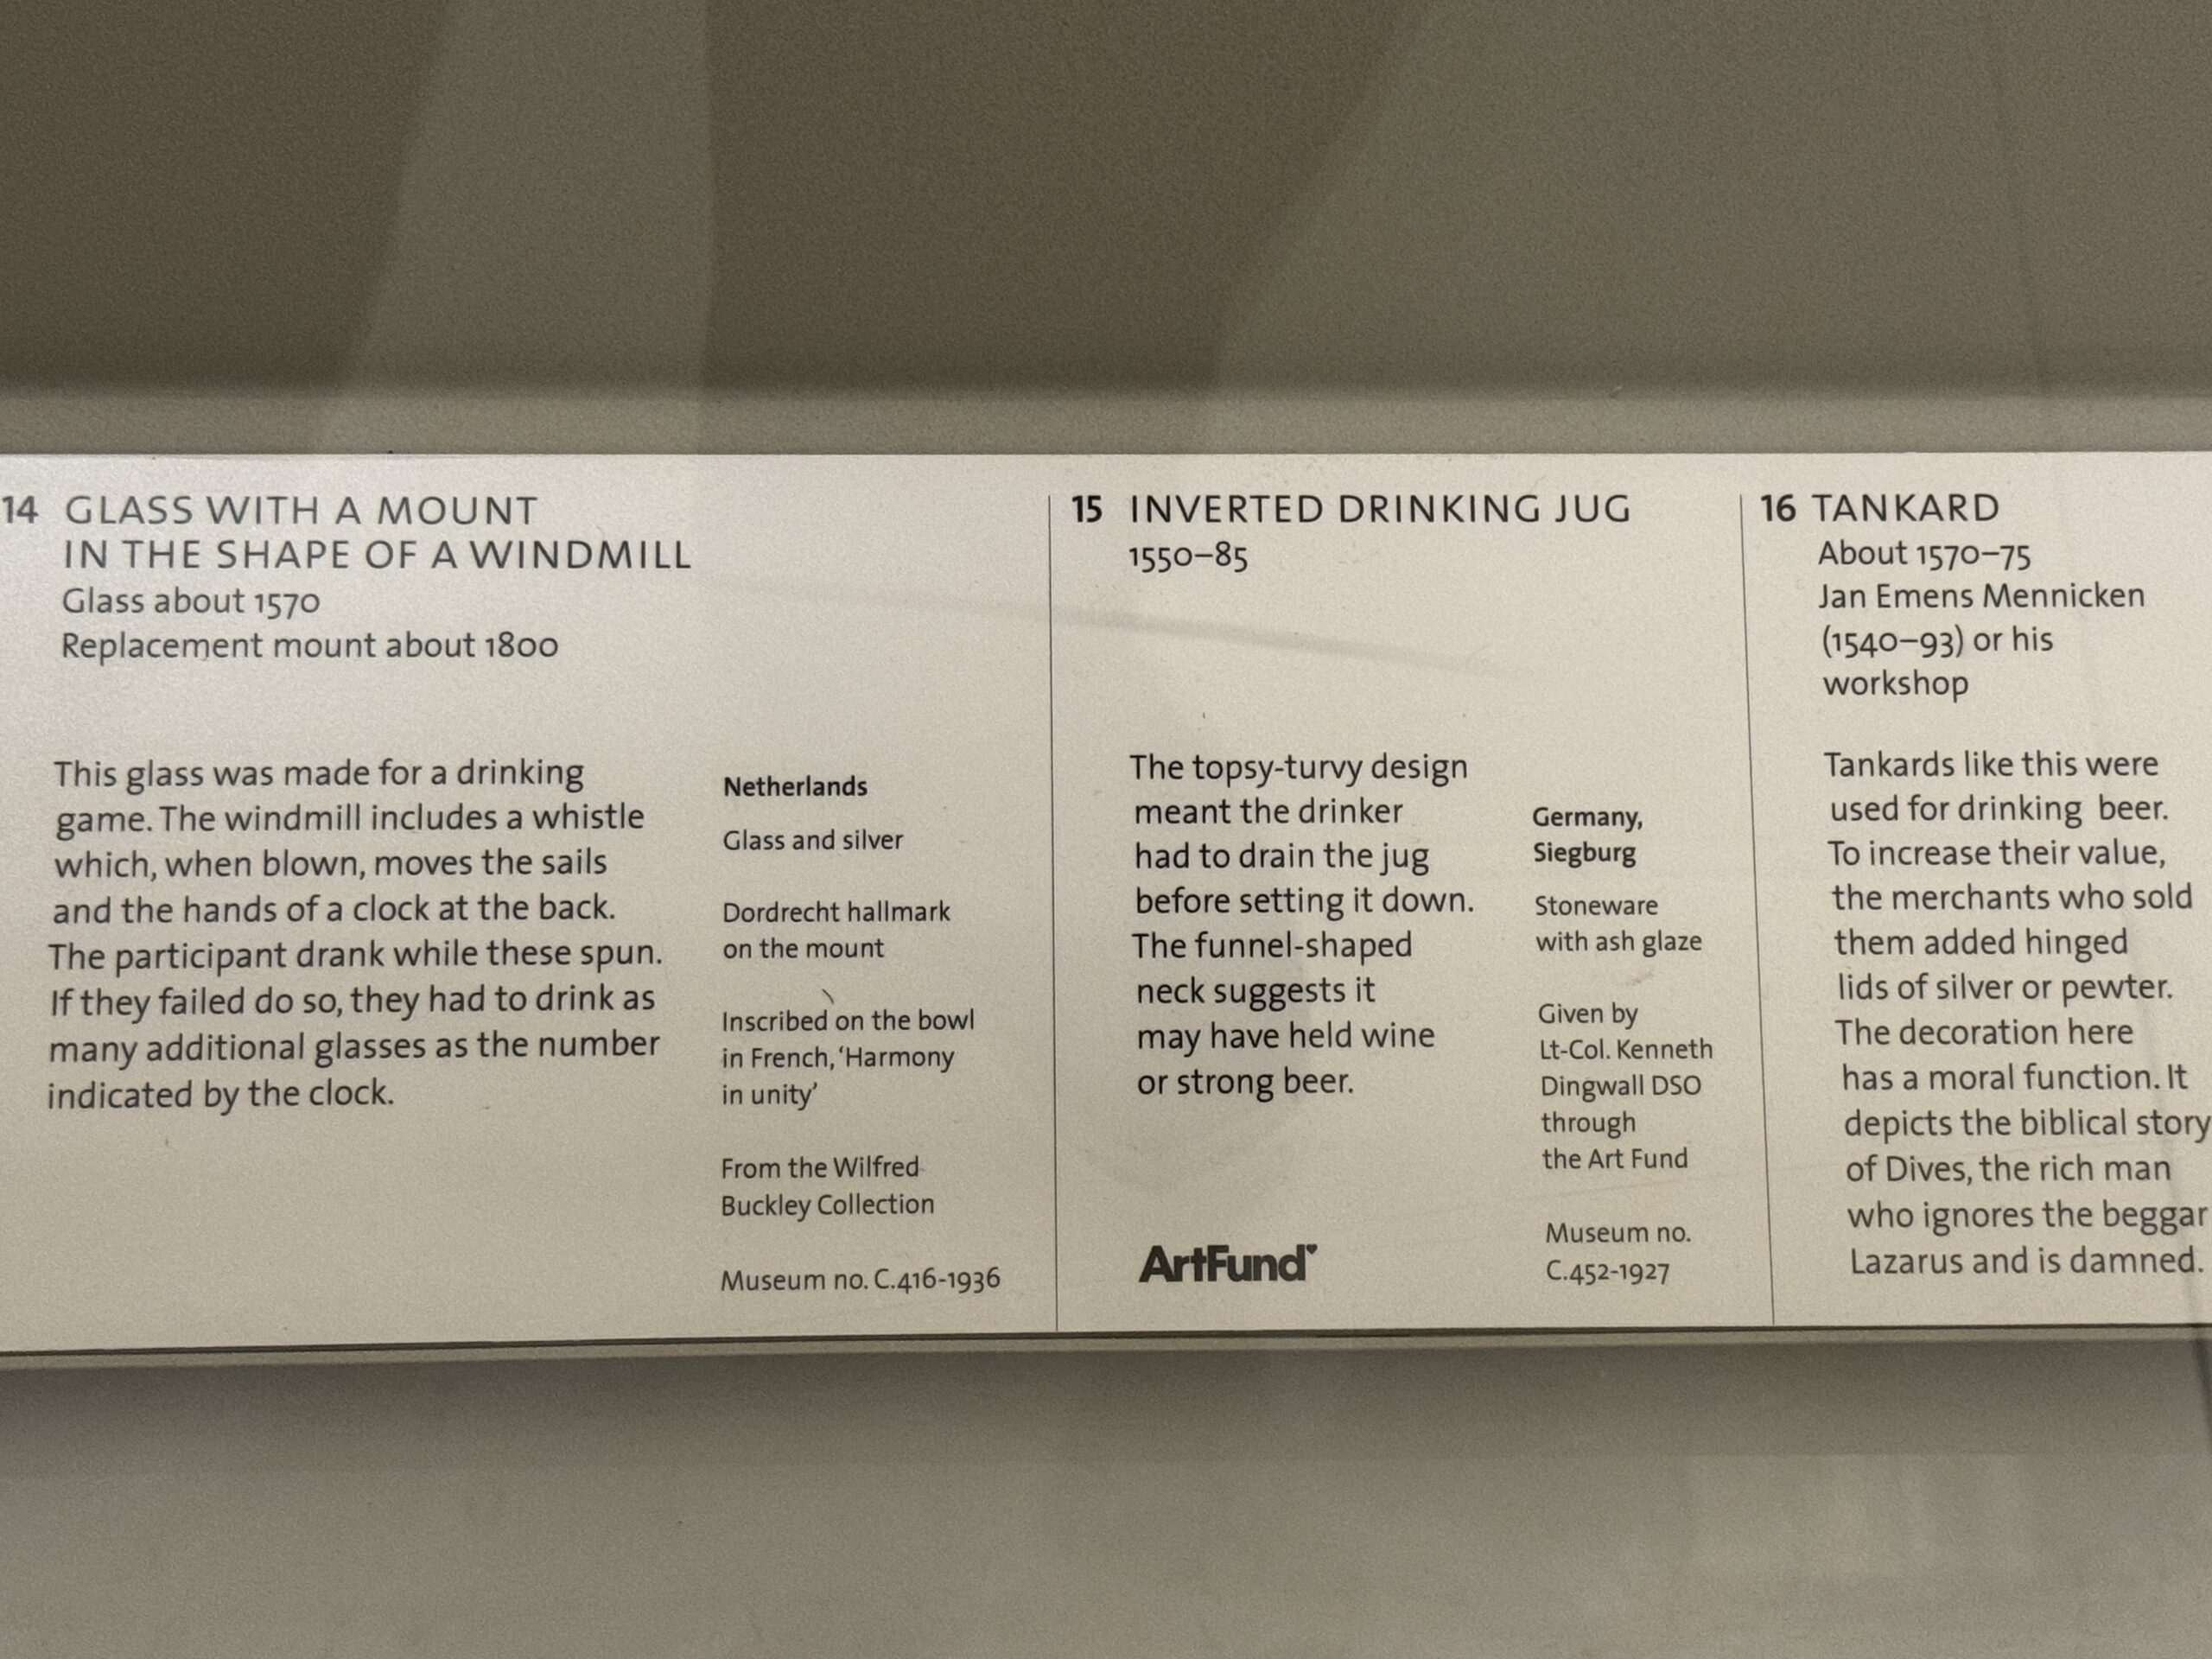 14 GLASS WITH A MOUNT
IN THE SHAPE OF A WINDMILL
Glass about 1570
Replacement mount about 1800
This glass was made for a drinking
game. The windmill includes a whistle
which, when blown, moves the sails
and the hands of a clock at the back.
The participant drank while these spun.
If they failed do so, they had to drink as
many additional glasses as the number
indicated by the clock.
Netherlands
Glass and silver
Dordrecht hallmark
on the mount
Inscribed on the bowl
in French, ‘Harmony
in unity’
From the Wilfred
Buckley Collection
Museum no. C.416-1936
15 INVERTED DRINKING JUG
1550–85
The topsy-turvy design
meant the drinker
had to drain the jug
before setting it down.
The funnel-shaped
neck suggests it
may have held wine
or strong beer.
ArtFund
Germany,
Siegburg
Stoneware
with ash glaze
Given by
Lt-Col. Kenneth
Dingwall DSO
through
the Art Fund
Museum no.
C.452-1927
16 TANKARD
About 1570–75
Jan Emens Mennicken
(1540–93) or his
workshop
Tankards like this were
used for drinking beer.
To increase their value,
the merchants who sold
them added hinged
lids of silver or pewter.
The decoration here
has a moral function. It
depicts the biblical story
of Dives, the rich man
who ignores the beggar
Lazarus and is damned.